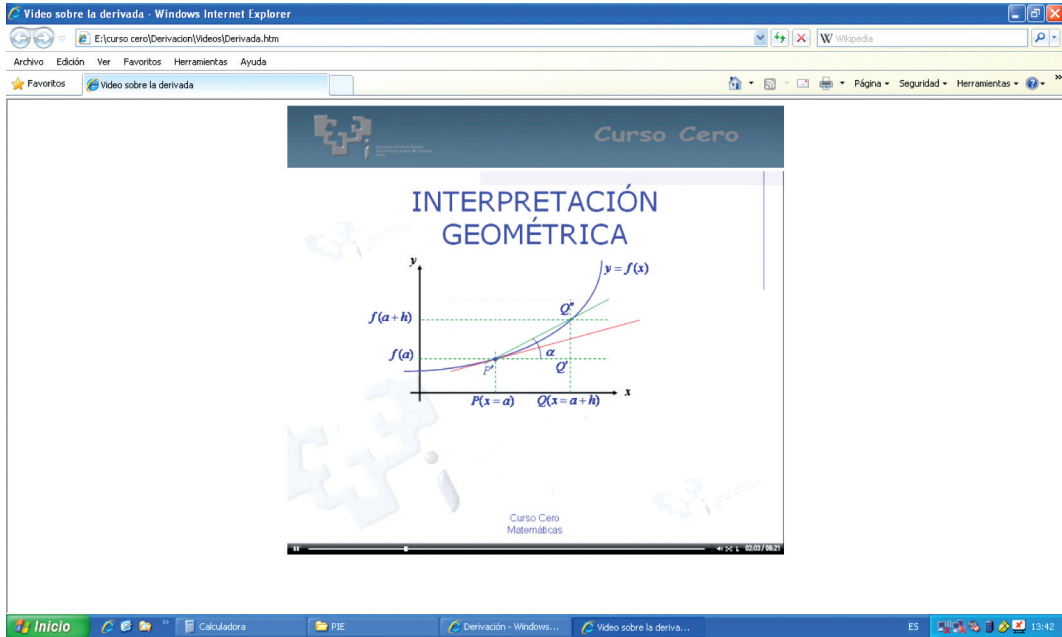 Video sobre la derivada - Windows Internet Explorer
E:\curso cero\Derivacion\Videos\Derivada.htm
W Wikipedia
Archivo Edición Ver Favoritos Herramientas Ayuda
Favoritos
Video sobre la derivada
Página Seguridad Herramientas
Curso Cero
INTERPRETACIÓN
GEOMÉTRICA
y
y = f(x)
Q''
f(a+h)
f(a)
α
P'
Q'
x
P(x = a)
Q(x = a + h)
Curso Cero
Matemáticas
02:03 / 06:21
Inicio
Calculadora
PIE
Derivación - Windows...
Video sobre la deriva...
ES
13:42